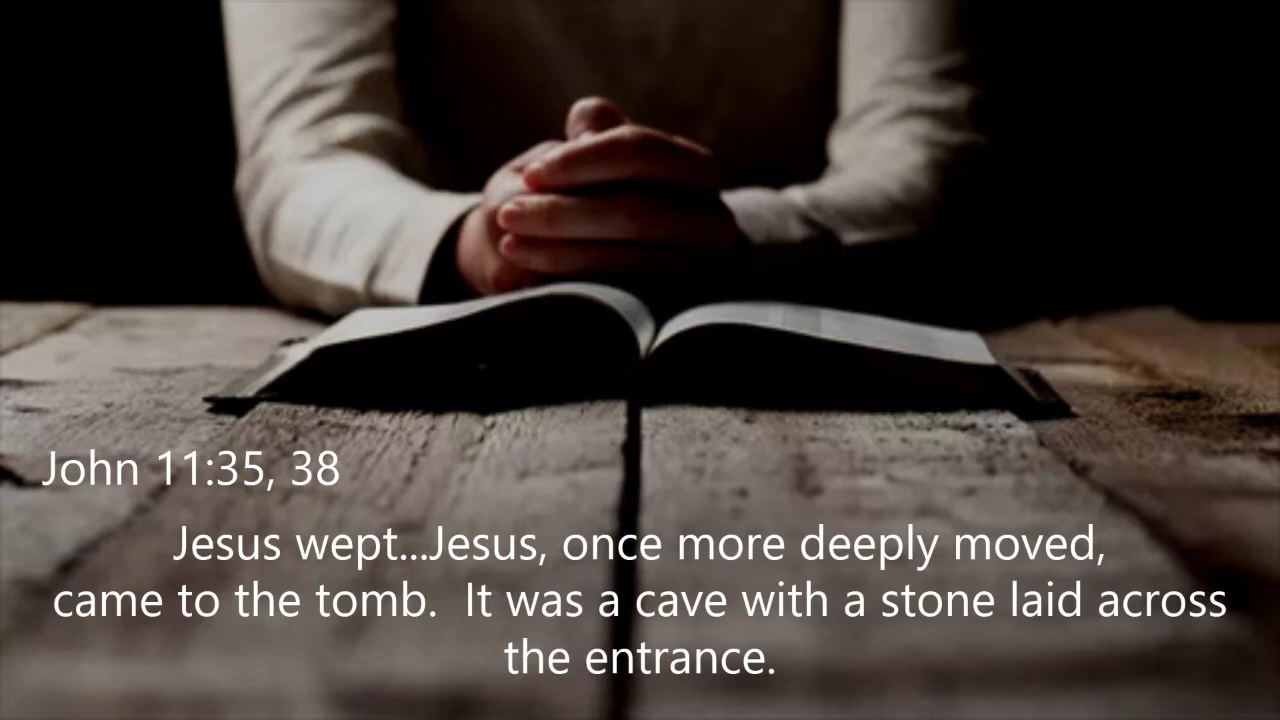 John 11:35, 38
Jesus wept...Jesus, once more deeply moved,
came to the tomb.  It was a cave with a stone laid across
the entrance.